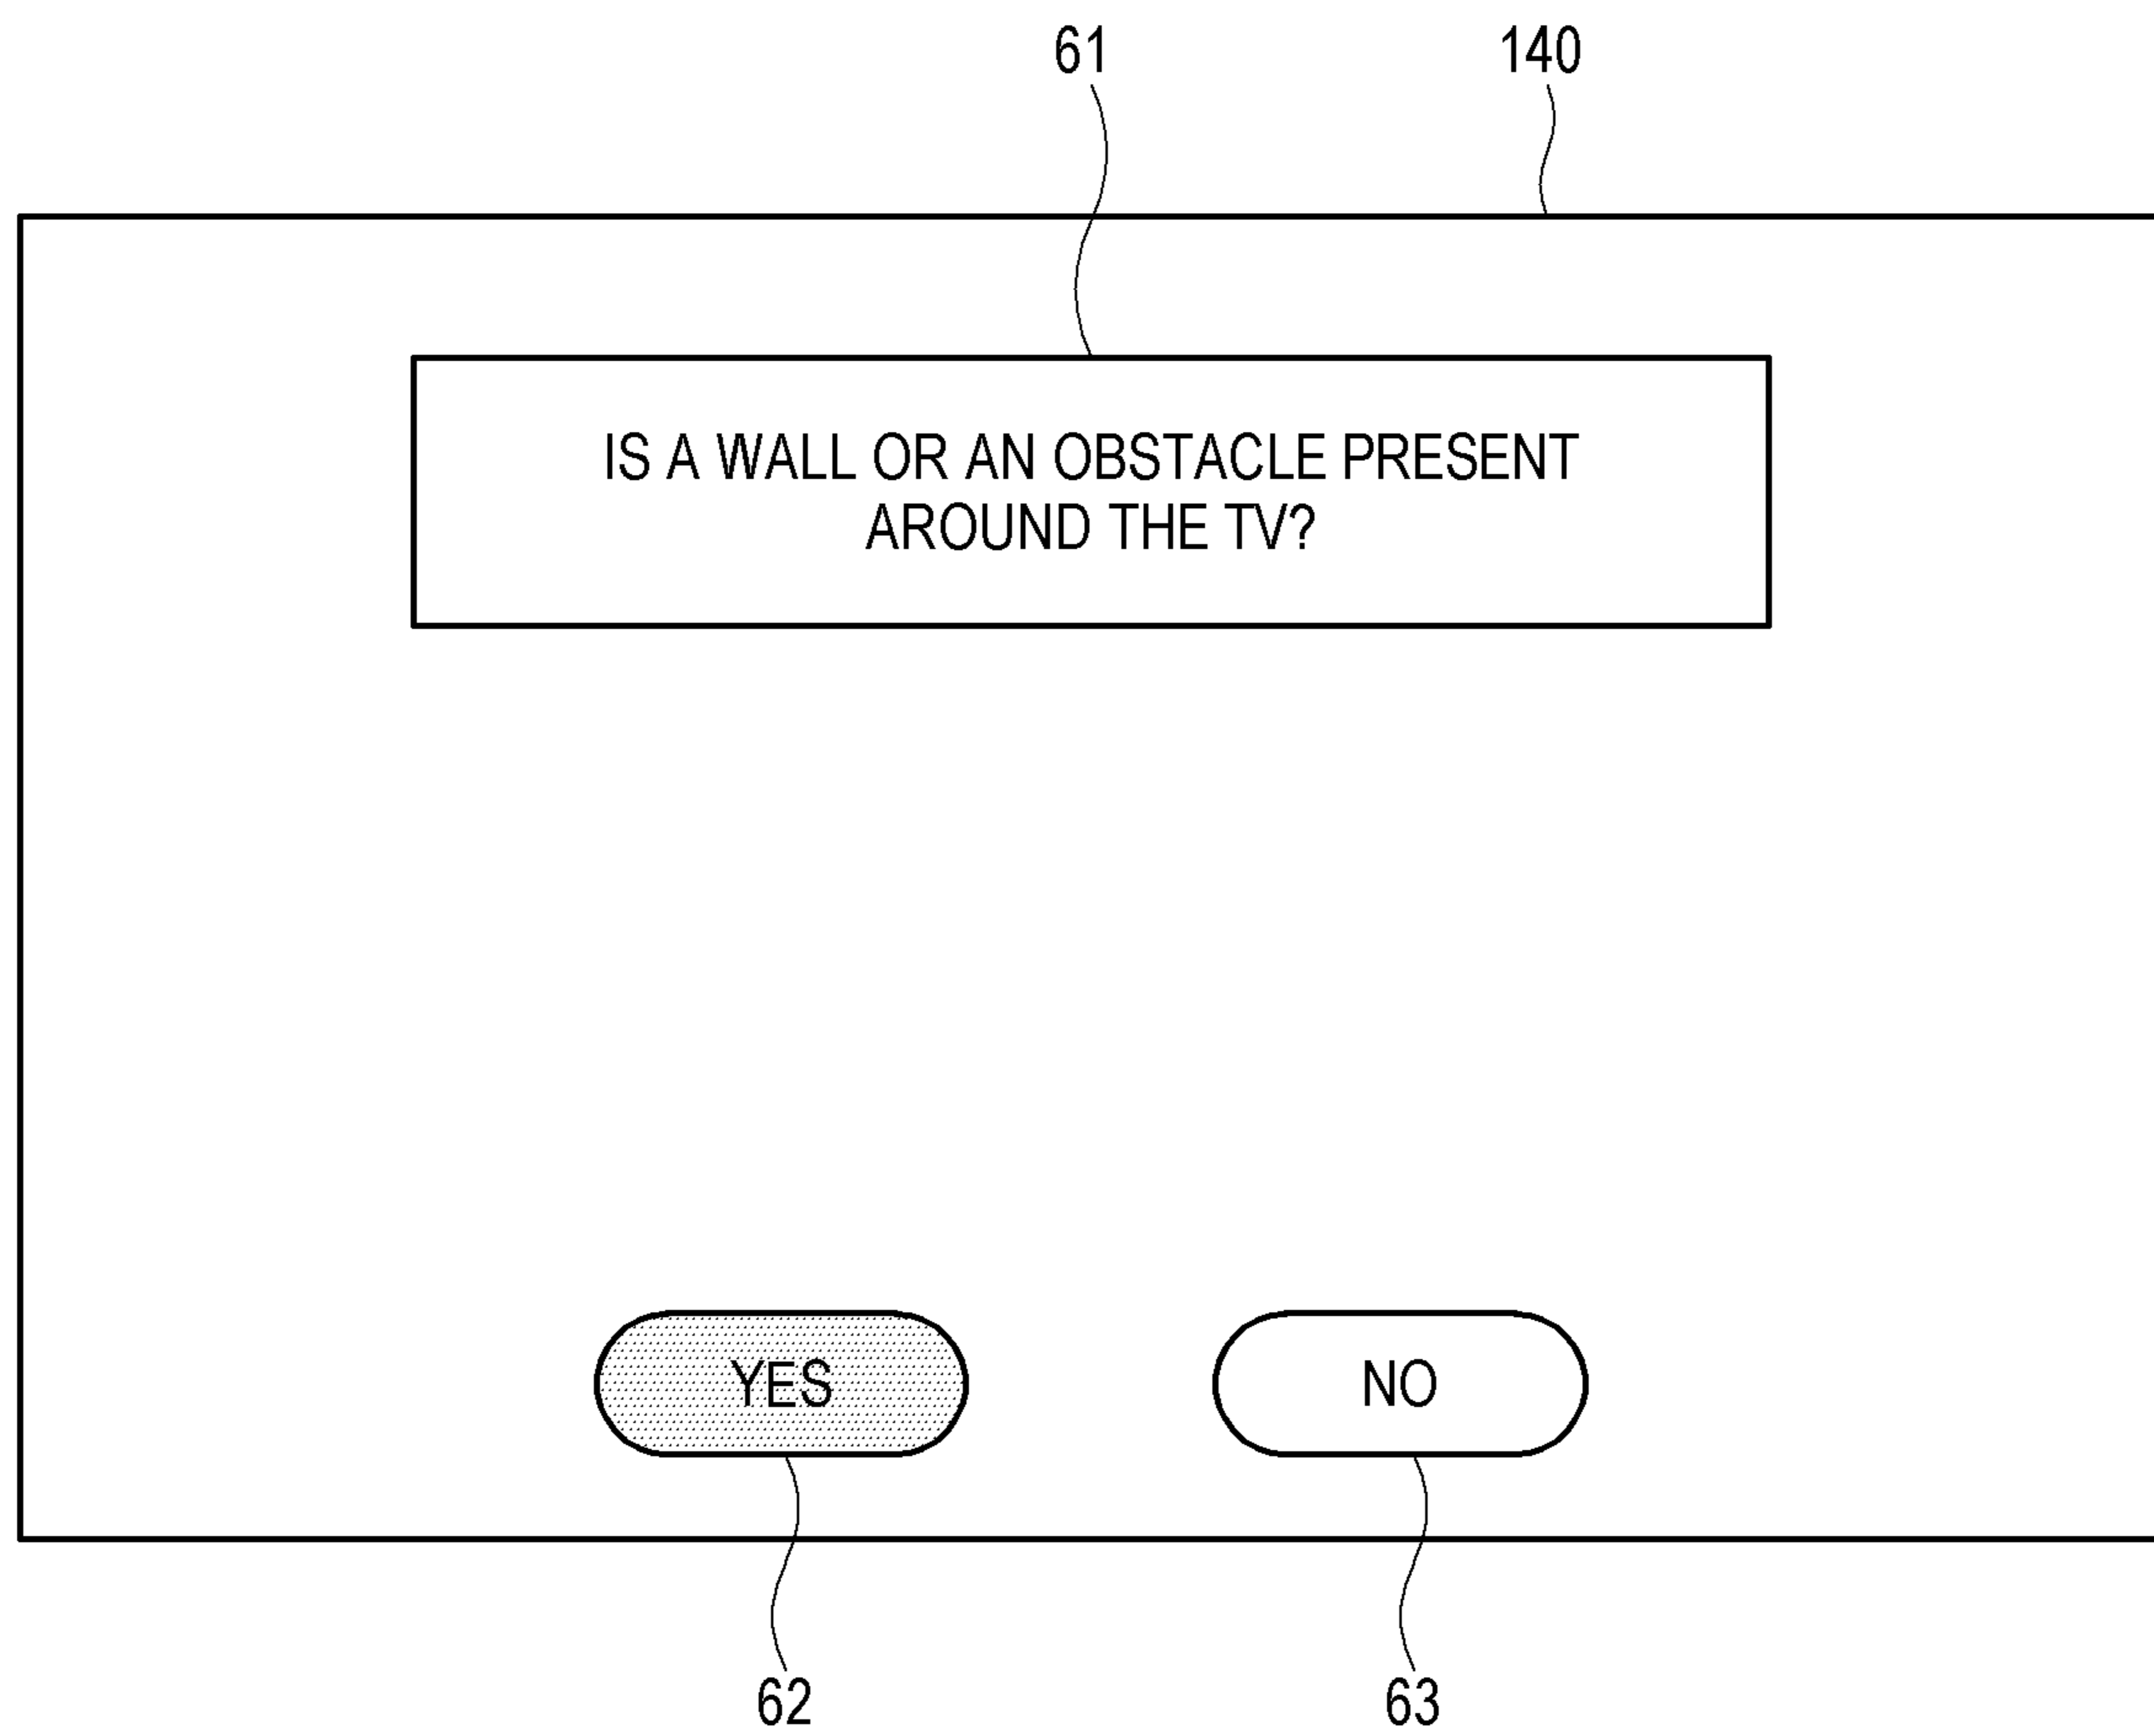 61
140
IS A WALL OR AN OBSTACLE PRESENT
AROUND THE TV?
YES
NO
62
63